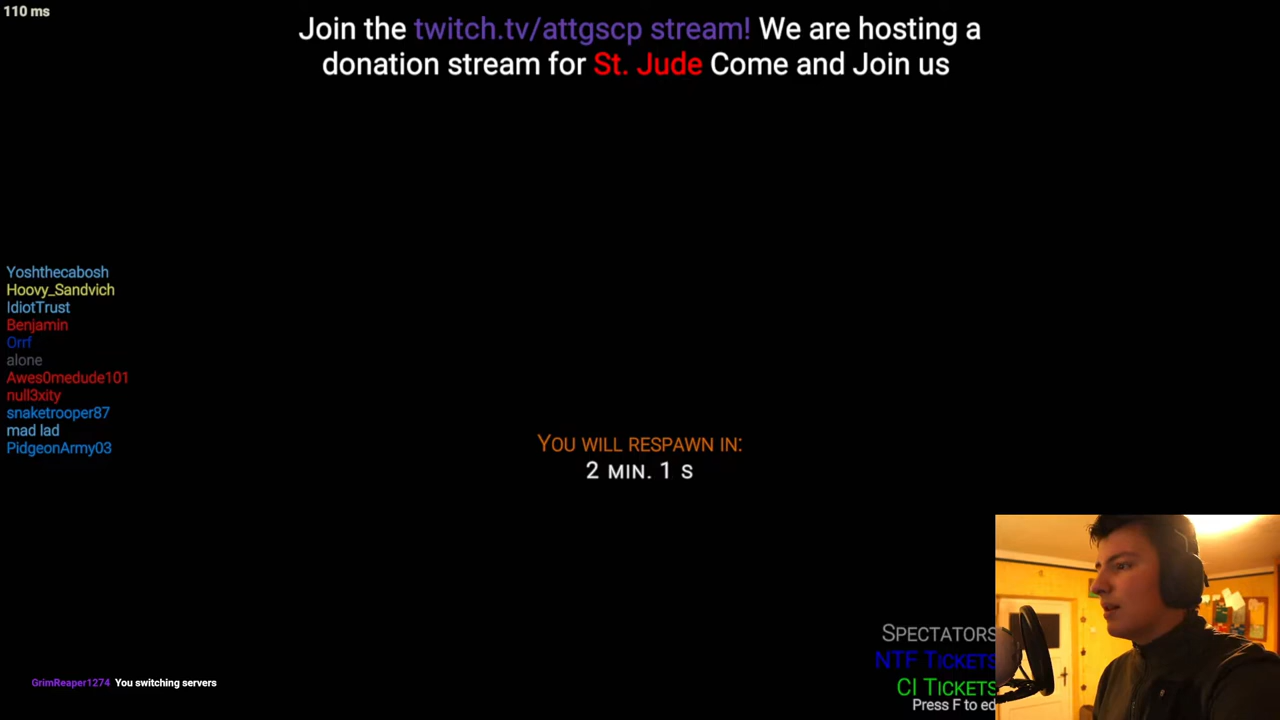 110 ms
Join the twitch.tv/attgscp stream! We are hosting a
donation stream for St. Jude Come and Join us
Yoshthecabosh
Hoovy_Sandvich
IdiotTrust
Benjamin
Orrf
alone
Awes0medude101
null3xity
snaketrooper87
mad lad
PidgeonArmy03
You will respawn in:
2 min. 1 s
Spectators
NTF Tickets
CI Tickets
Press F to ed
GrimReaper1274 You switching servers